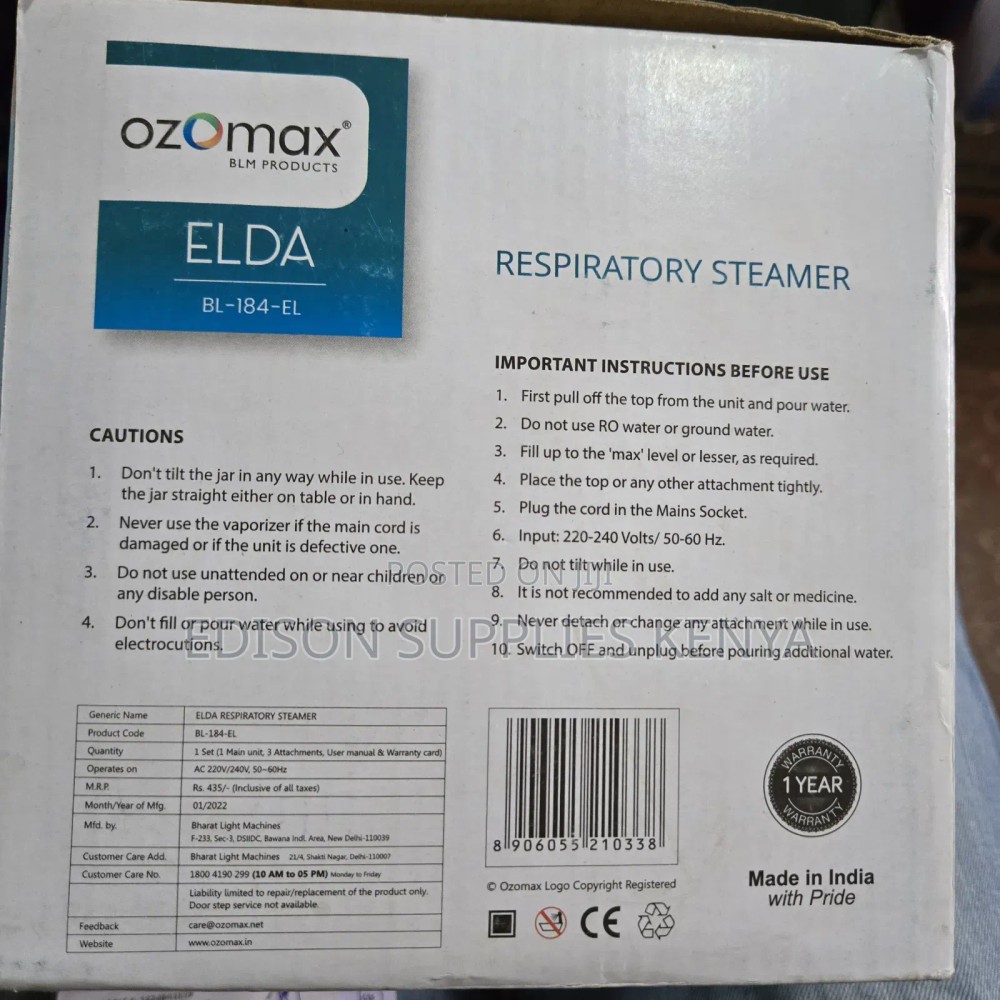 OZOmax®
BLM PRODUCTS
ELDA
BL-184-EL
RESPIRATORY STEAMER
CAUTIONS
1. Don't tilt the jar in any way while in use. Keep
the jar straight either on table or in hand.
2. Never use the vaporizer if the main cord is
damaged or if the unit is defective one.
3. Do not use unattended on or near children or
any disable person.
4. Don't fill or pour water while using to avoid
electrocutions.
IMPORTANT INSTRUCTIONS BEFORE USE
1. First pull off the top from the unit and pour water.
2. Do not use RO water or ground water.
3. Fill up to the 'max' level or lesser, as required.
4. Place the top or any other attachment tightly.
5. Plug the cord in the Mains Socket.
6. Input: 220-240 Volts/ 50-60 Hz.
7. Do not tilt while in use.
8. It is not recommended to add any salt or medicine.
9. Never detach or change any attachment while in use.
10. Switch OFF and unplug before pouring additional water.
POSTED ON JIJI
EDISON SUPPLIES KENYA
Generic Name ELDA RESPIRATORY STEAMER
Product Code BL-184-EL
Quantity 1 Set (1 Main unit, 3 Attachments, User manual & Warranty card)
Operates on AC 220V/240V, 50~60Hz
M.R.P. Rs. 435/- (Inclusive of all taxes)
Month/Year of Mfg. 01/2022
Mfd. by. Bharat Light Machines
F-233, Sec-3, DSIIDC, Bawana Indl. Area, New Delhi-110039
Customer Care Add. Bharat Light Machines 21/4, Shakti Nagar, Delhi-110007
Customer Care No. 1800 4190 299 (10 AM to 05 PM) Monday to Friday
Liability limited to repair/replacement of the product only.
Door step service not available.
Feedback care@ozomax.net
Website www.ozomax.in
8 906055 210338
© Ozomax Logo Copyright Registered
CE
WARRANTY
1 YEAR
WARRANTY
Made in India
with Pride